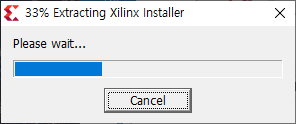 33% Extracting Xilinx Installer
Please wait...
Cancel